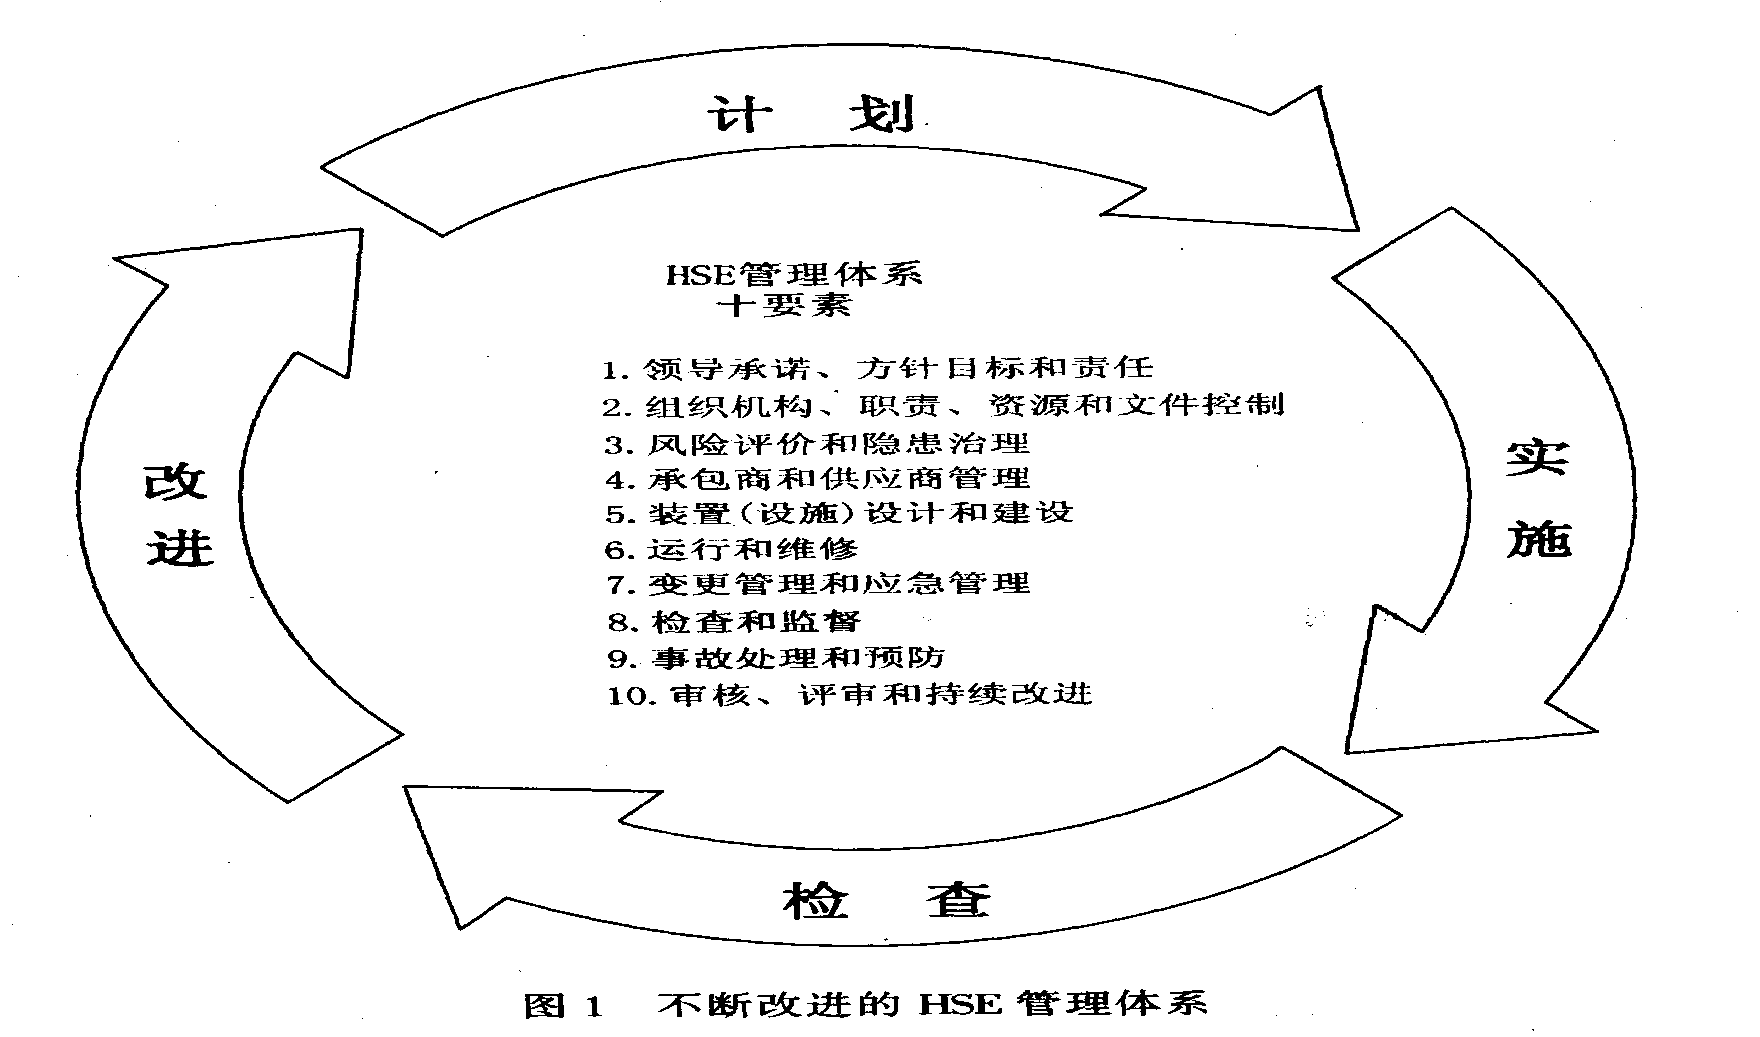 计 划
HSE管理体系
十要素
1. 领导承诺、方针目标和责任
2. 组织机构、职责、资源和文件控制
3. 风险评价和隐患治理
4. 承包商和供应商管理
5. 装置(设施)设计和建设
6. 运行和维修
7. 变更管理和应急管理
8. 检查和监督
9. 事故处理和预防
10. 审核、评审和持续改进
实
施
检 查
改
进
图 1 不断改进的 HSE 管理体系